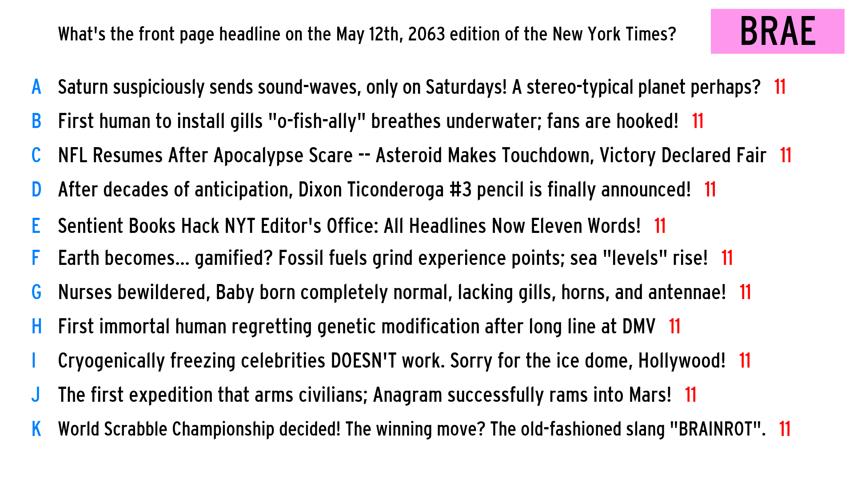 What's the front page headline on the May 12th, 2063 edition of the New York Times? BRAE
A Saturn suspiciously sends sound-waves, only on Saturdays! A stereo-typical planet perhaps? 11
B First human to install gills "o-fish-ally" breathes underwater; fans are hooked! 11
C NFL Resumes After Apocalypse Scare -- Asteroid Makes Touchdown, Victory Declared Fair 11
D After decades of anticipation, Dixon Ticonderoga #3 pencil is finally announced! 11
E Sentient Books Hack NYT Editor's Office: All Headlines Now Eleven Words! 11
F Earth becomes... gamified? Fossil fuels grind experience points; sea "levels" rise! 11
G Nurses bewildered, Baby born completely normal, lacking gills, horns, and antennae! 11
H First immortal human regretting genetic modification after long line at DMV 11
I Cryogenically freezing celebrities DOESN'T work. Sorry for the ice dome, Hollywood! 11
J The first expedition that arms civilians; Anagram successfully rams into Mars! 11
K World Scrabble Championship decided! The winning move? The old-fashioned slang "BRAINROT". 11